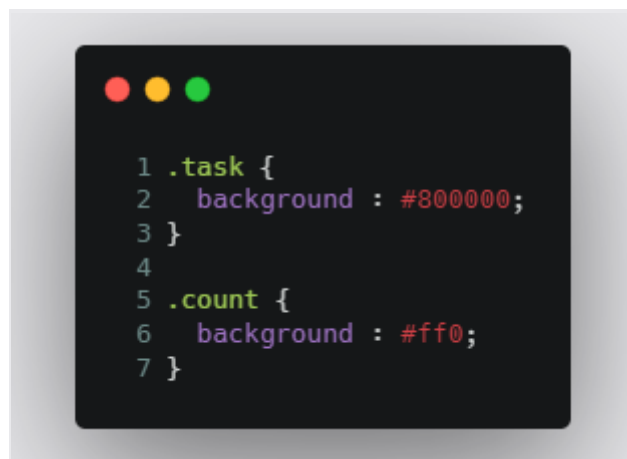 1 .task {
2   background : #800000;
3 }
4
5 .count {
6   background : #ff0;
7 }